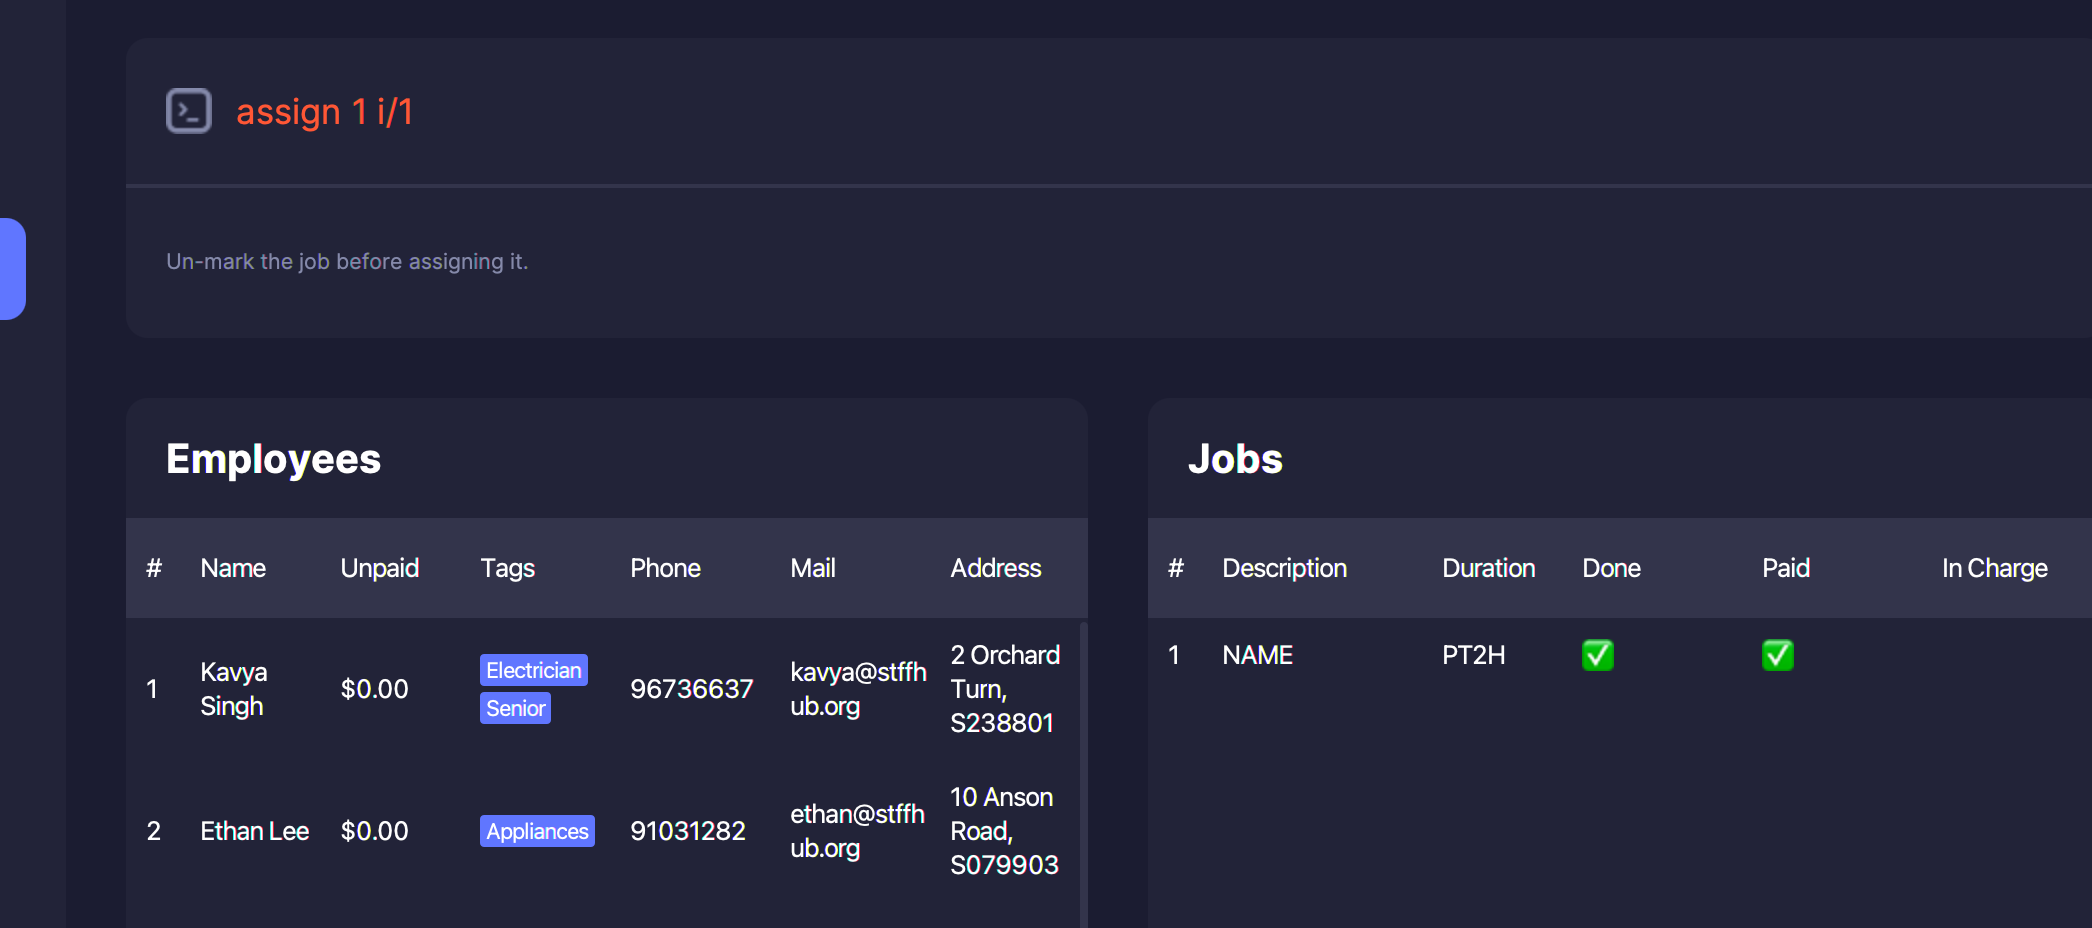 assign 1 i/1
Un-mark the job before assigning it.
Employees
# Name Unpaid Tags Phone Mail Address
1 Kavya Singh $0.00 Electrician Senior 96736637 kavya@stffhub.org 2 Orchard Turn, S238801
2 Ethan Lee $0.00 Appliances 91031282 ethan@stffhub.org 10 Anson Road, S079903
Jobs
# Description Duration Done Paid In Charge
1 NAME PT2H